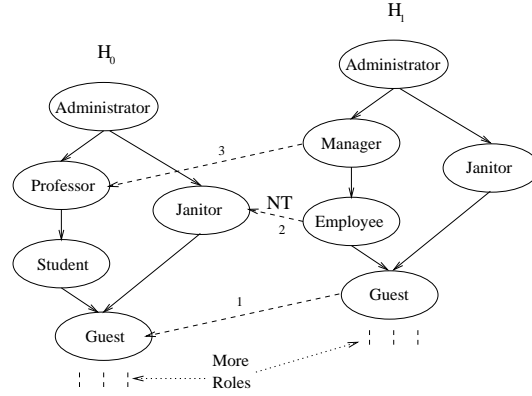 H1
H0
Administrator
Administrator
3
Manager
Professor
Janitor
NT
Janitor
2
Employee
Student
1
Guest
Guest
More
Roles